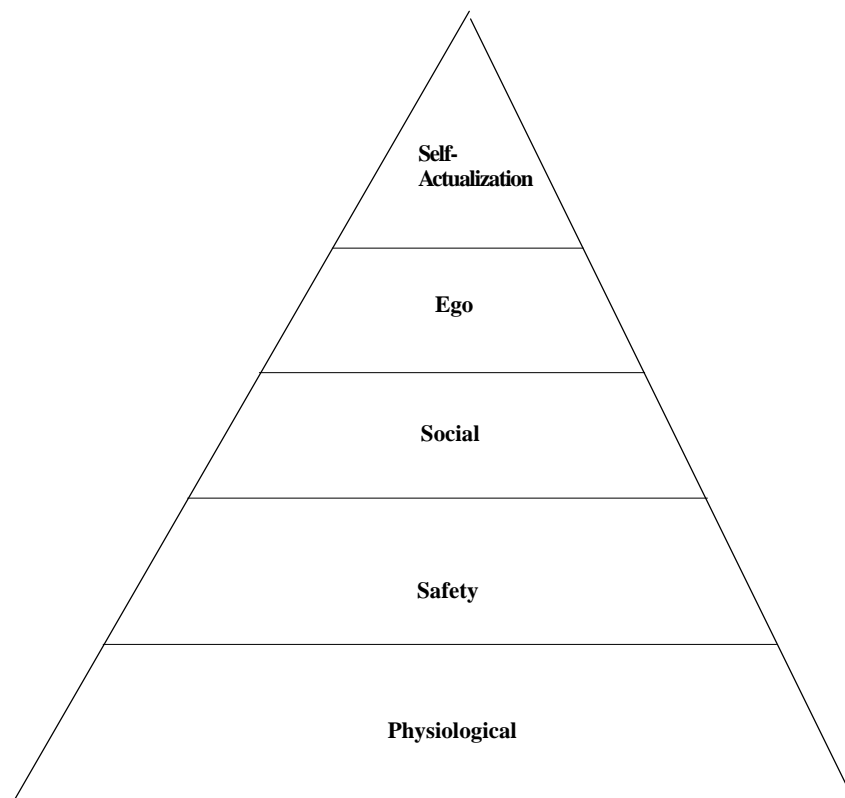 Self-
Actualization
Ego
Social
Safety
Physiological